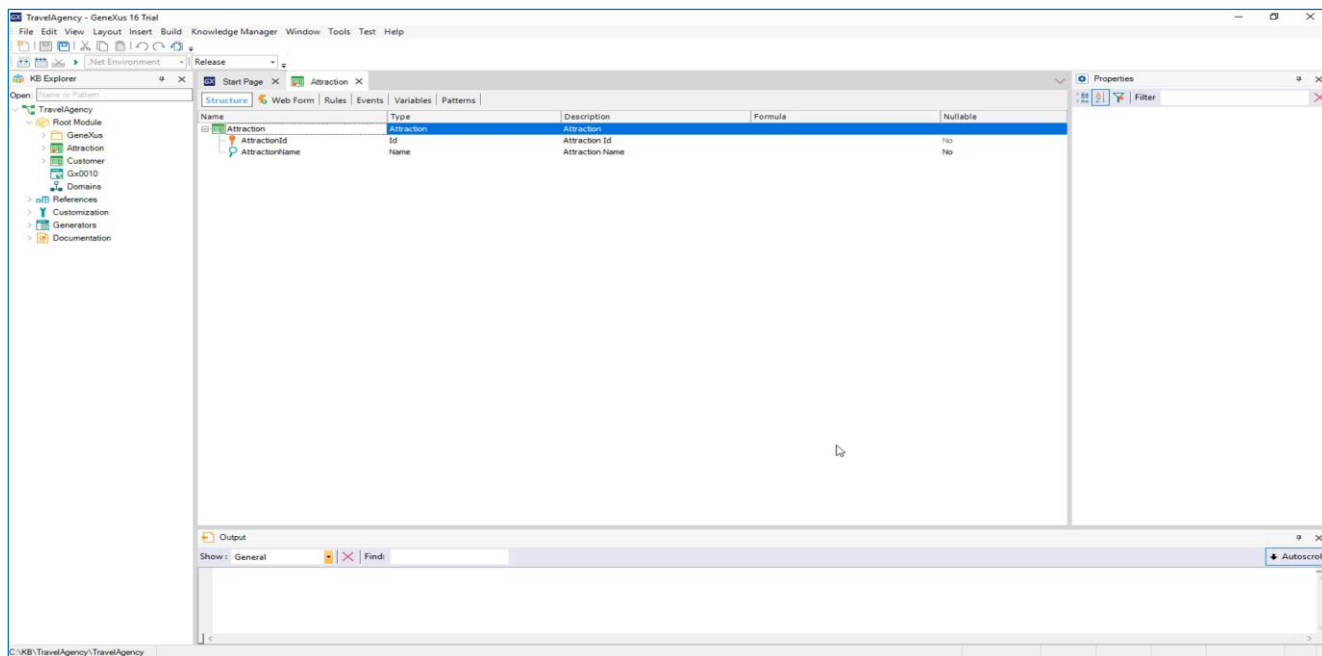 TravelAgency - GeneXus 16 Trial
File Edit View Layout Insert Build Knowledge Manager Window Tools Test Help
.Net Environment Release
KB Explorer
Open: Name or Pattern ...
TravelAgency
Root Module
GeneXus
Attraction
Customer
Gx0010
Domains
References
Customization
Generators
Documentation
Start Page Attraction
Structure Web Form Rules Events Variables Patterns
Name Type Description Formula Nullable
Attraction Attraction Attraction
AttractionId Id Attraction Id No
AttractionName Name Attraction Name No
Properties
Filter
Output
Show: General Find:
Autoscrol
C:\KB\TravelAgency\TravelAgency